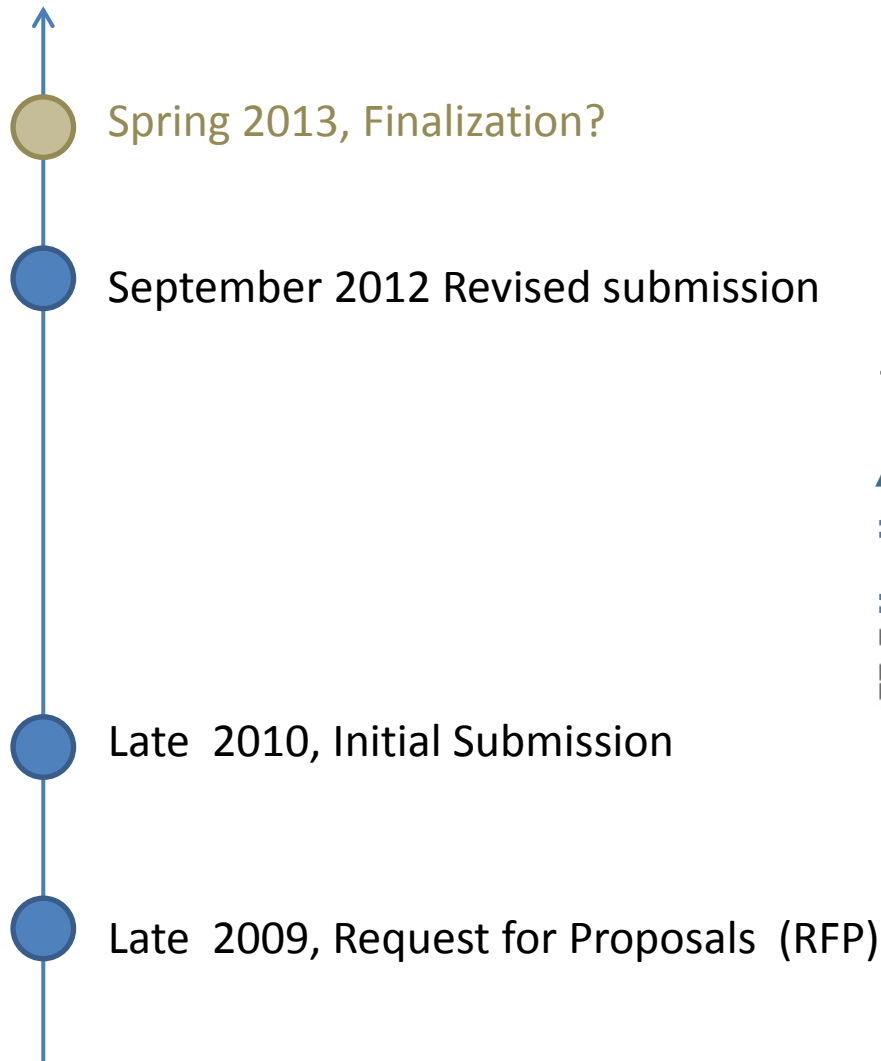 Spring 2013, Finalization?
September 2012 Revised submission
Late 2010, Initial Submission
Late 2009, Request for Proposals (RFP)